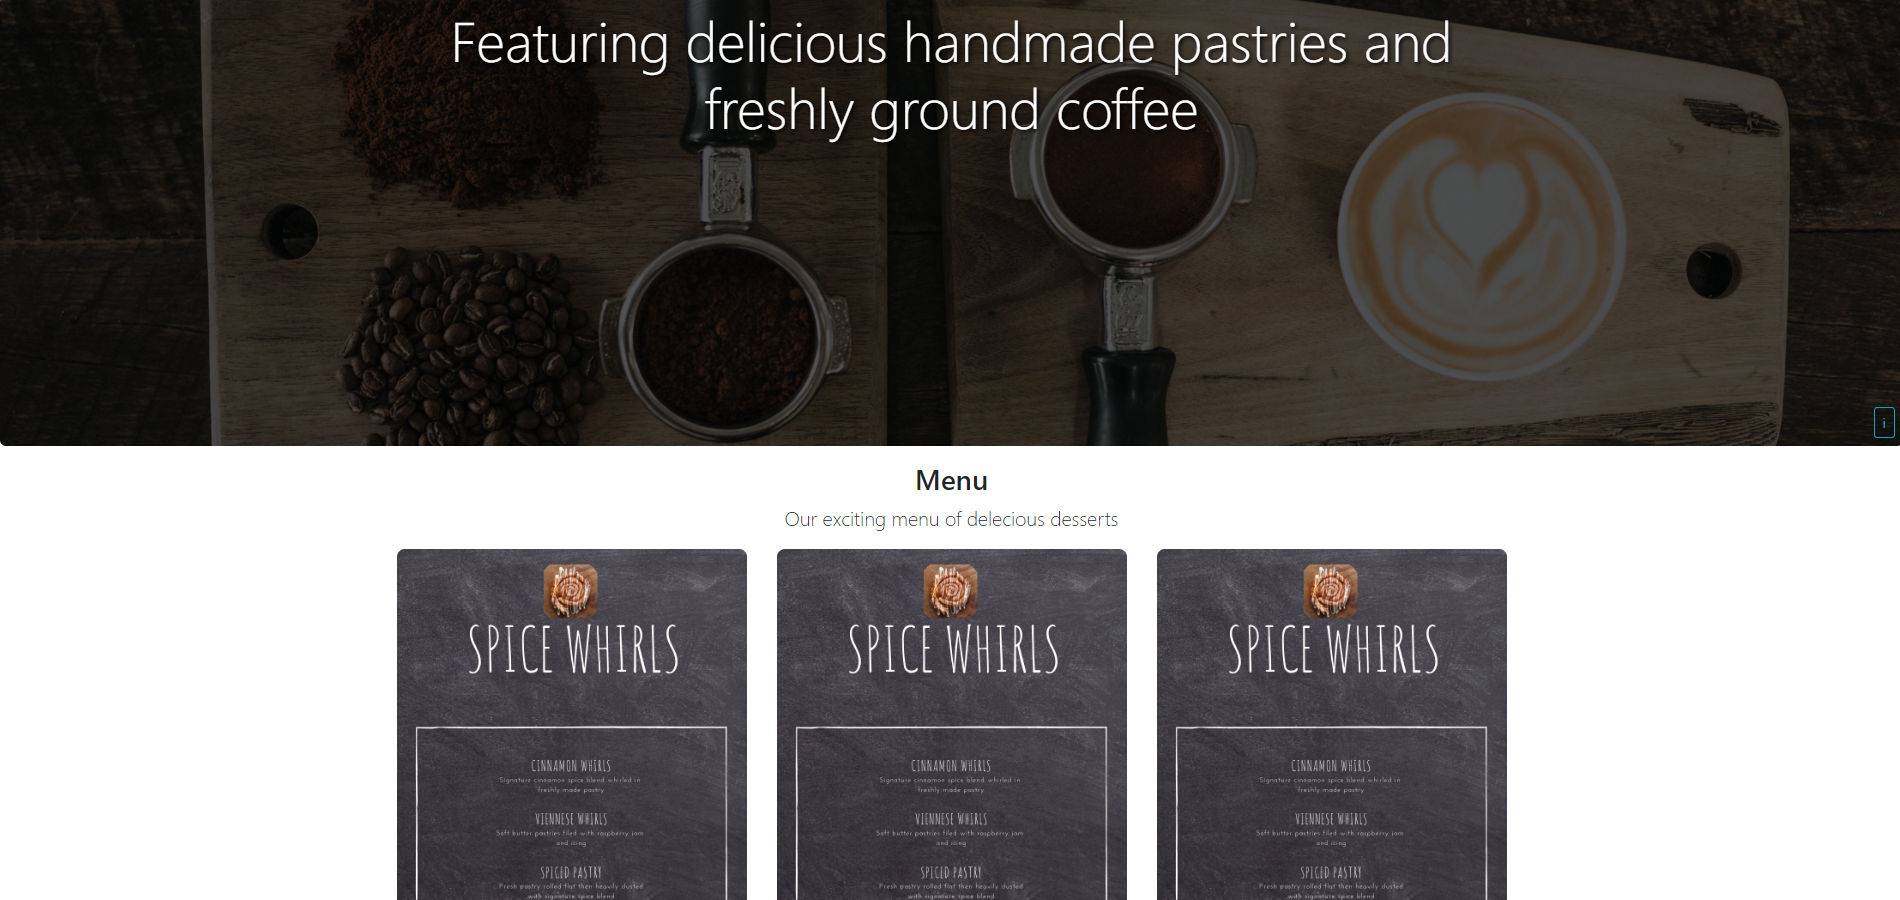 Featuring delicious handmade pastries and
freshly ground coffee
i
Menu
Our exciting menu of delecious desserts
SPICE WHIRLS
CINNAMON WHIRLS
Signature cinnamon spice blend whirled in
freshly made pastry
VIENNESE WHIRLS
Soft butter pastries filed with raspberry jam
and icing
SPICED PASTRY
Fresh pastry rolled flat then heavily dusted
with signature spice blend
SPICE WHIRLS
CINNAMON WHIRLS
Signature cinnamon spice blend whirled in
freshly made pastry
VIENNESE WHIRLS
Soft butter pastries filed with raspberry jam
and icing
SPICED PASTRY
Fresh pastry rolled flat then heavily dusted
with signature spice blend
SPICE WHIRLS
CINNAMON WHIRLS
Signature cinnamon spice blend whirled in
freshly made pastry
VIENNESE WHIRLS
Soft butter pastries filed with raspberry jam
and icing
SPICED PASTRY
Fresh pastry rolled flat then heavily dusted
with signature spice blend